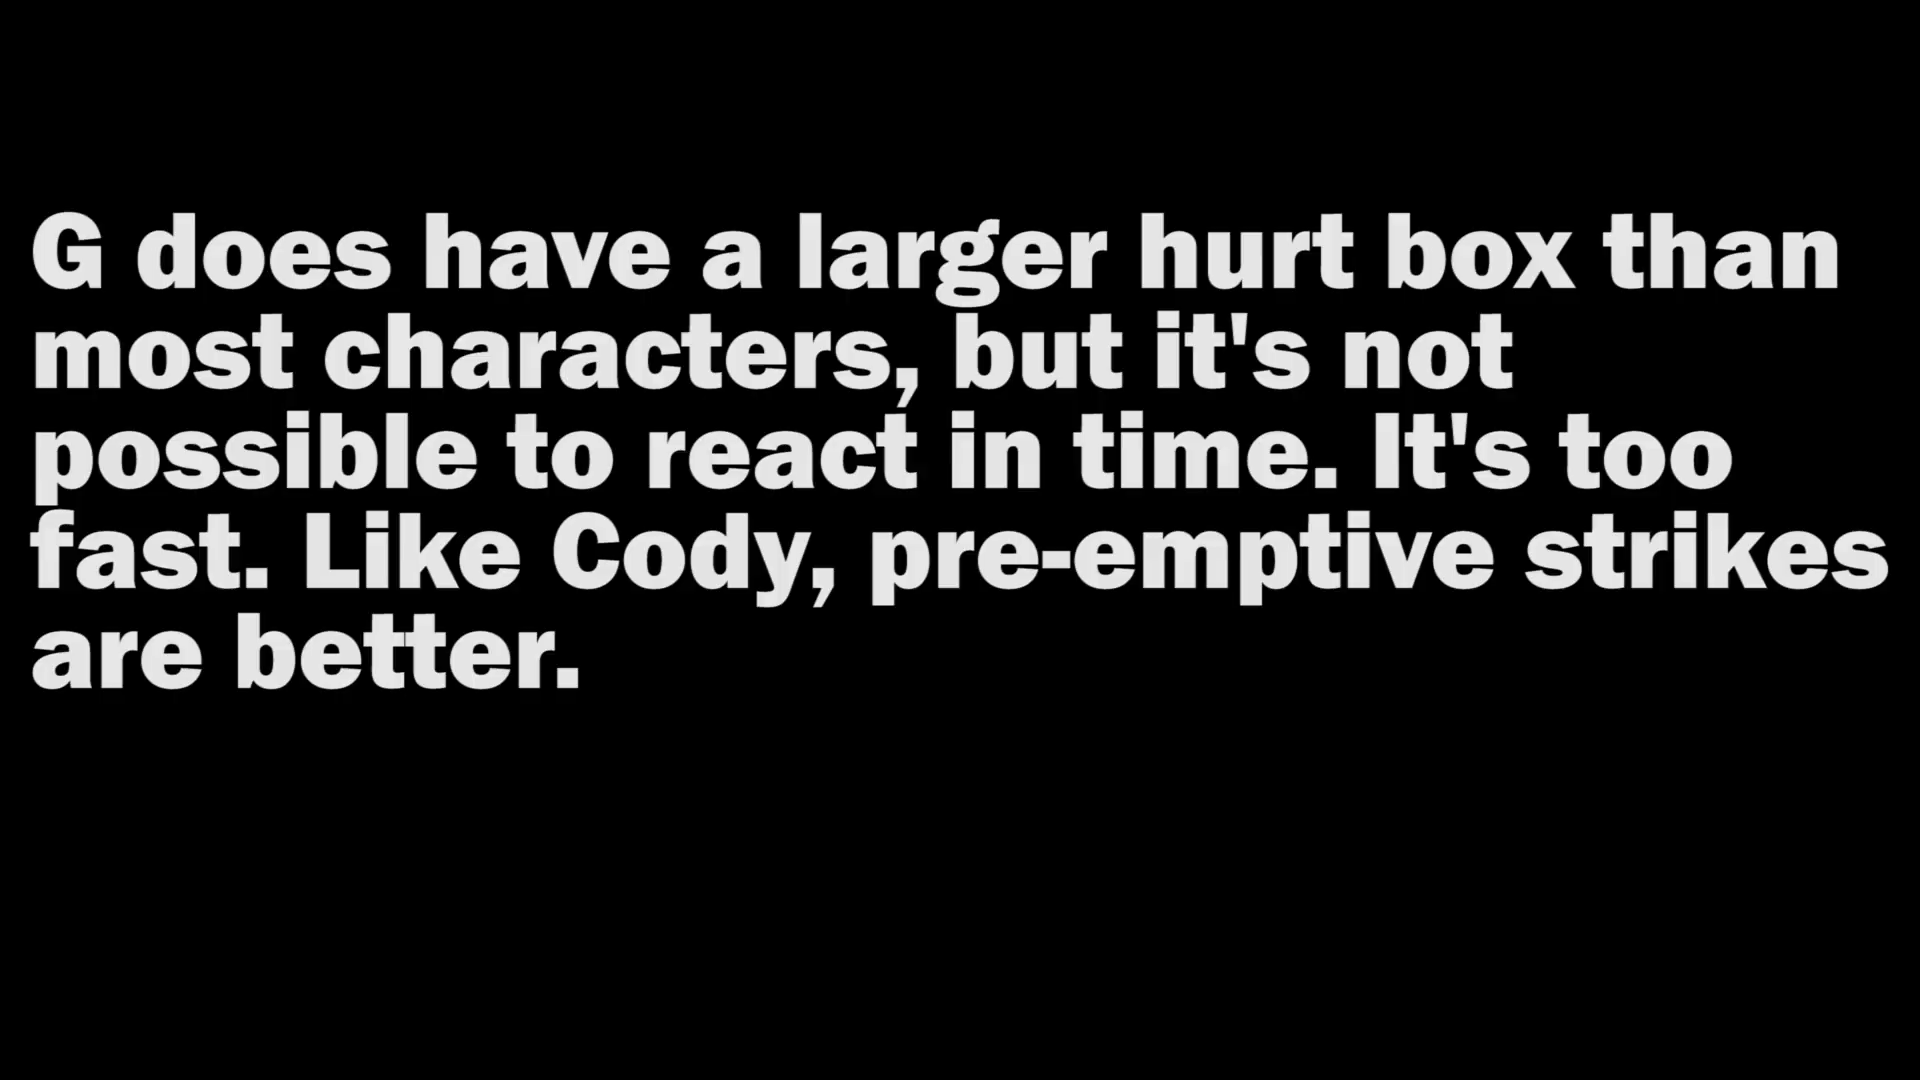 G does have a larger hurt box than
most characters, but it's not
possible to react in time. It's too
fast. Like Cody, pre-emptive strikes
are better.